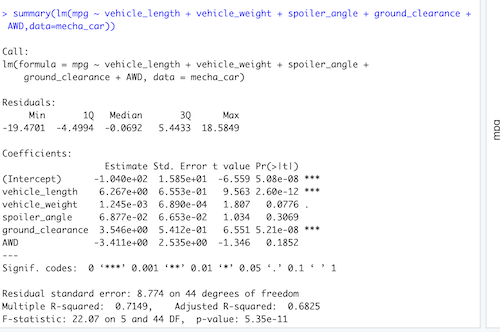 > summary(lm(mpg ~ vehicle_length + vehicle_weight + spoiler_angle + ground_clearance +
AWD,data=mecha_car))
Call:
lm(formula = mpg ~ vehicle_length + vehicle_weight + spoiler_angle +
ground_clearance + AWD, data = mecha_car)
Residuals:
Min 1Q Median 3Q Max
-19.4701 -4.4994 -0.0692 5.4433 18.5849
Coefficients:
Estimate Std. Error t value Pr(>|t|)
(Intercept) -1.040e+02 1.585e+01 -6.559 5.08e-08 ***
vehicle_length 6.267e+00 6.553e-01 9.563 2.60e-12 ***
vehicle_weight 1.245e-03 6.890e-04 1.807 0.0776 .
spoiler_angle 6.877e-02 6.653e-02 1.034 0.3069
ground_clearance 3.546e+00 5.412e-01 6.551 5.21e-08 ***
AWD -3.411e+00 2.535e+00 -1.346 0.1852
---
Signif. codes: 0 ‘***’ 0.001 ‘**’ 0.01 ‘*’ 0.05 ‘.’ 0.1 ‘ ’ 1
Residual standard error: 8.774 on 44 degrees of freedom
Multiple R-squared: 0.7149, Adjusted R-squared: 0.6825
F-statistic: 22.07 on 5 and 44 DF, p-value: 5.35e-11